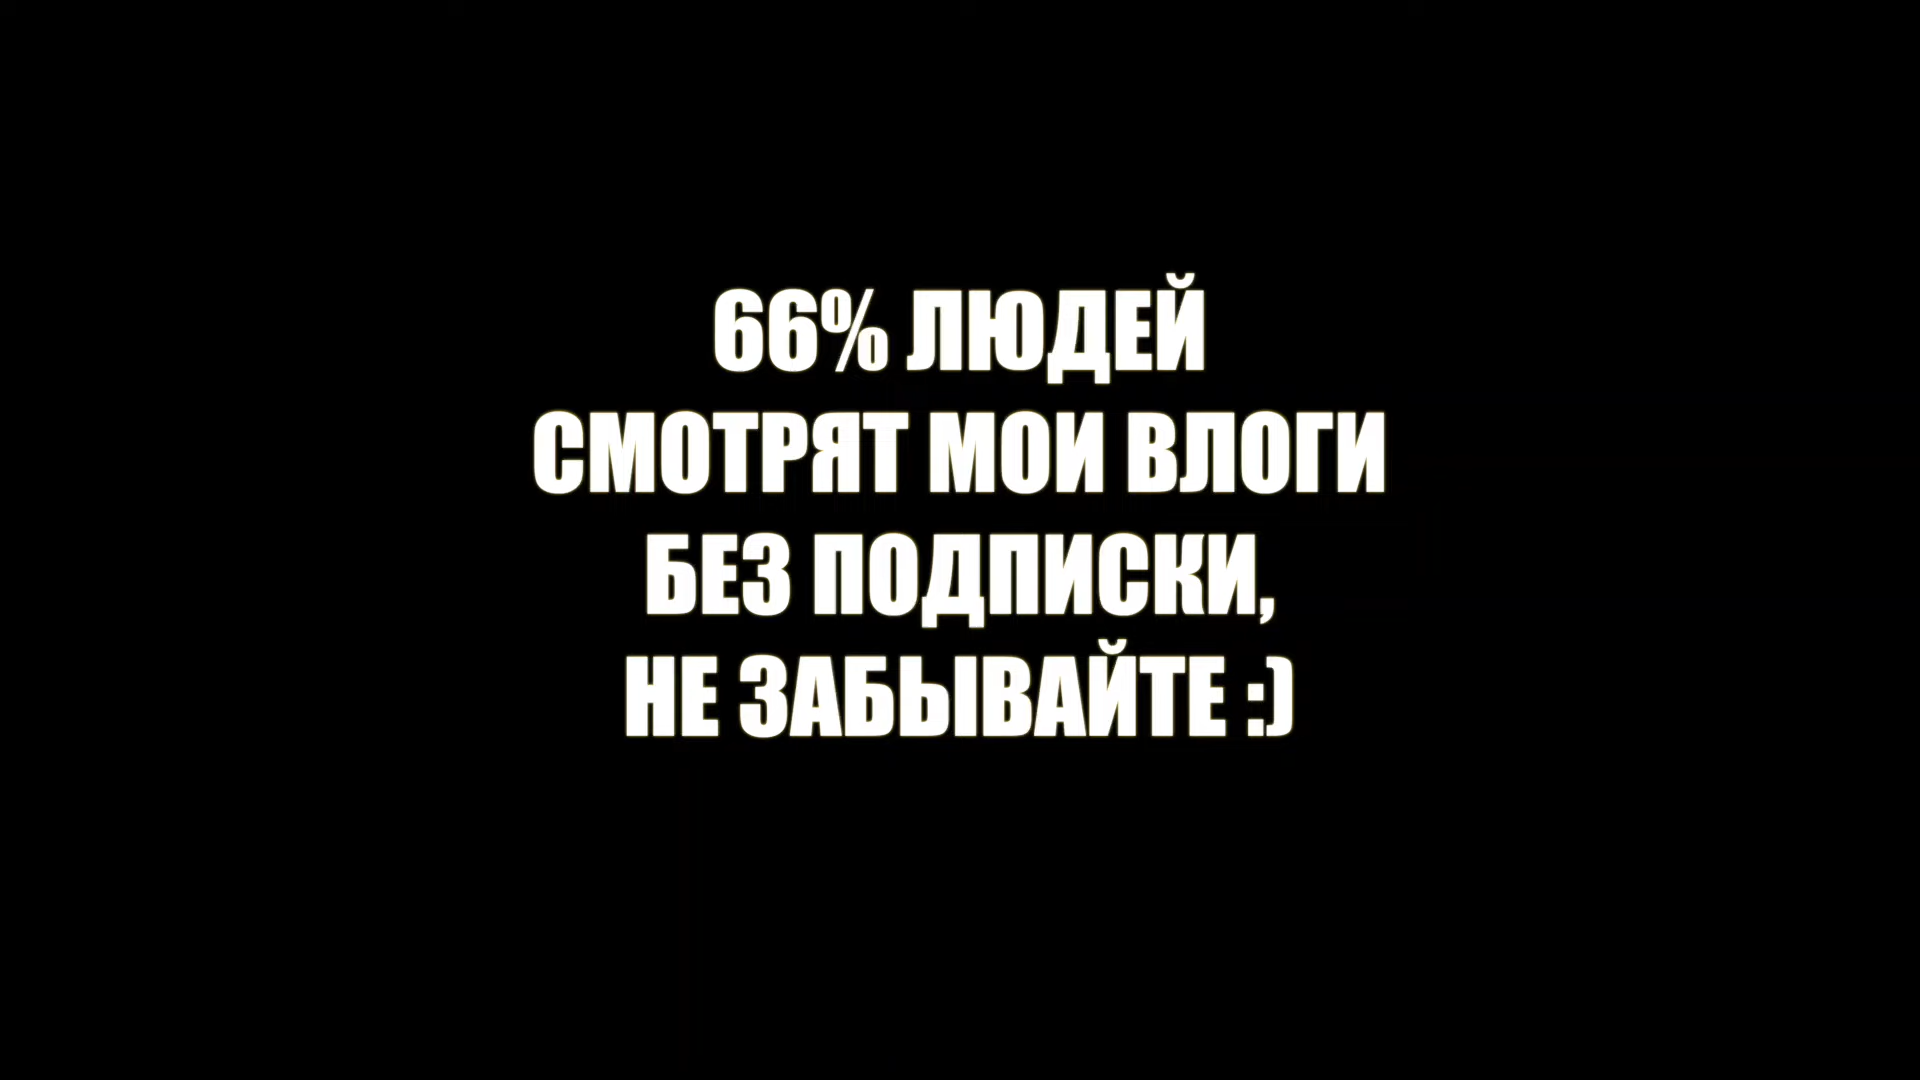 66% ЛЮДЕЙ
СМОТРЯТ МОИ ВЛОГИ
БЕЗ ПОДПИСКИ,
НЕ ЗАБЫВАЙТЕ :)